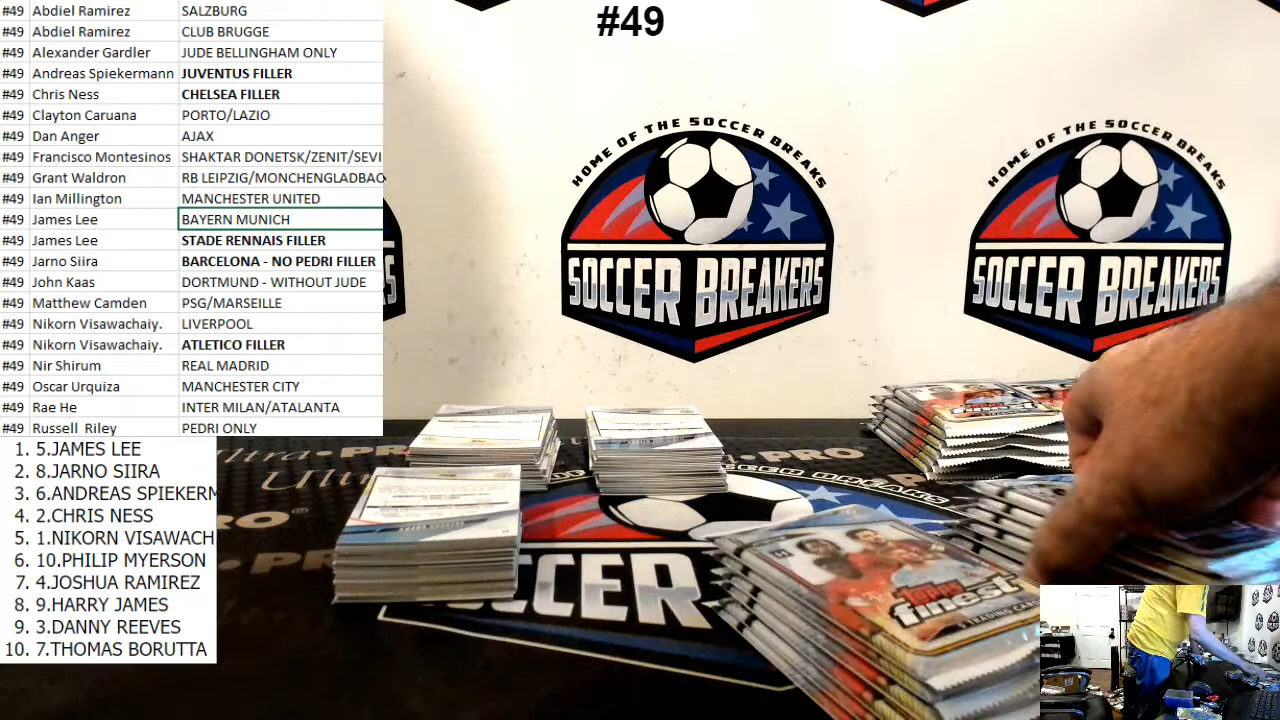 #49
#49 Abdiel Ramirez SALZBURG
#49 Abdiel Ramirez CLUB BRUGGE
#49 Alexander Gardler JUDE BELLINGHAM ONLY
#49 Andreas Spiekermann JUVENTUS FILLER
#49 Chris Ness CHELSEA FILLER
#49 Clayton Caruana PORTO/LAZIO
#49 Dan Anger AJAX
#49 Francisco Montesinos SHAKTAR DONETSK/ZENIT/SEVI
#49 Grant Waldron RB LEIPZIG/MONCHENGLADBAC
#49 Ian Millington MANCHESTER UNITED
#49 James Lee BAYERN MUNICH
#49 James Lee STADE RENNAIS FILLER
#49 Jarno Siira BARCELONA - NO PEDRI FILLER
#49 John Kaas DORTMUND - WITHOUT JUDE
#49 Matthew Camden PSG/MARSEILLE
#49 Nikorn Visawachaiy. LIVERPOOL
#49 Nikorn Visawachaiy. ATLETICO FILLER
#49 Nir Shirum REAL MADRID
#49 Oscar Urquiza MANCHESTER CITY
#49 Rae He INTER MILAN/ATALANTA
#49 Russell Riley PEDRI ONLY
1. 5.JAMES LEE
2. 8.JARNO SIIRA
3. 6.ANDREAS SPIEKERM
4. 2.CHRIS NESS
5. 1.NIKORN VISAWACH
6. 10.PHILIP MYERSON
7. 4.JOSHUA RAMIREZ
8. 9.HARRY JAMES
9. 3.DANNY REEVES
10. 7.THOMAS BORUTTA
HOME OF THE SOCCER BREAKS
SOCCER BREAKERS
HOME OF THE SOCCER BREAKS
SOCCER BREAKERS
Ultra•PRO
Topps
finest
TRADING CARD